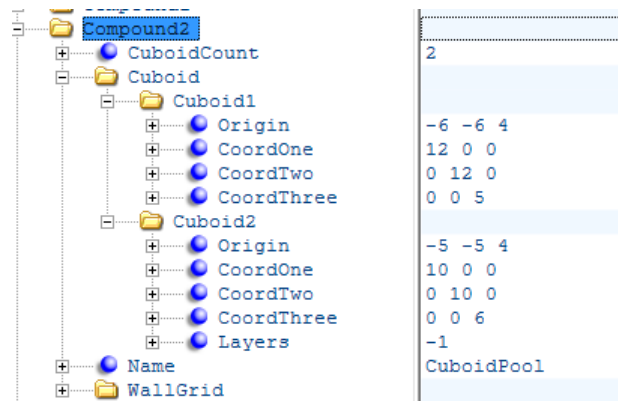 Compound2
CuboidCount 2
Cuboid
Cuboid1
Origin -6 -6 4
CoordOne 12 0 0
CoordTwo 0 12 0
CoordThree 0 0 5
Cuboid2
Origin -5 -5 4
CoordOne 10 0 0
CoordTwo 0 10 0
CoordThree 0 0 6
Layers -1
Name CuboidPool
WallGrid